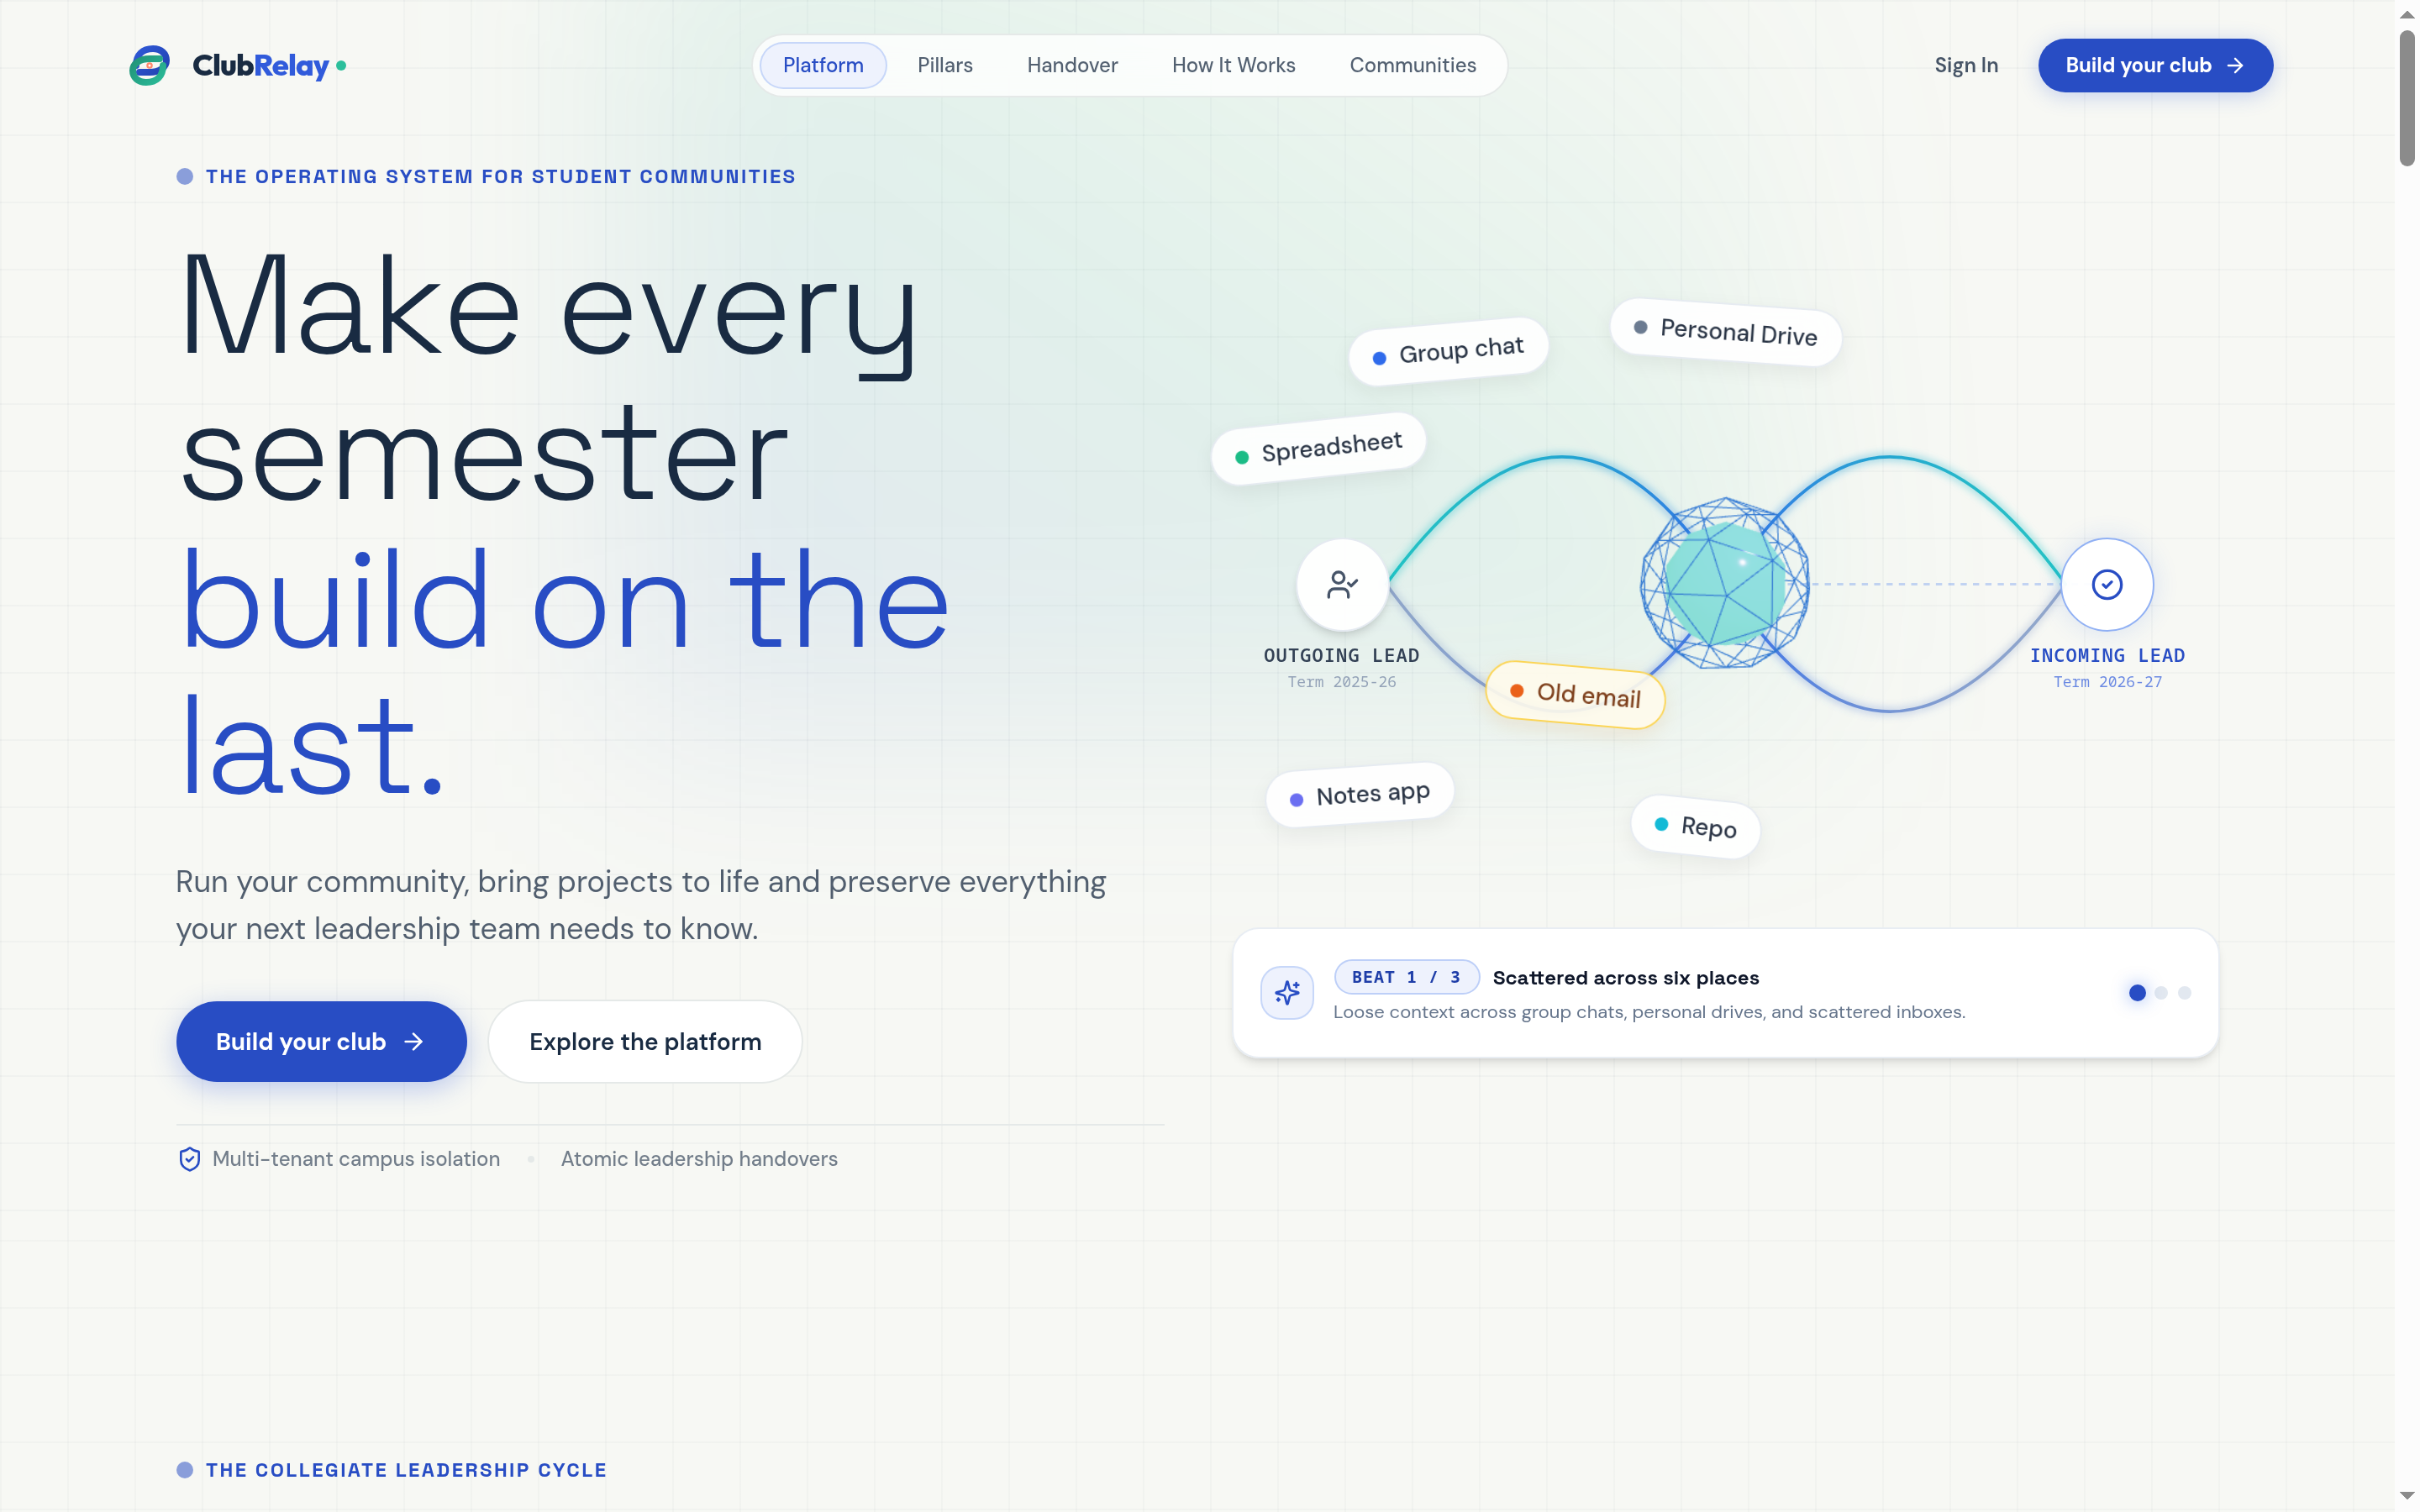 ClubRelay
Platform
Pillars
Handover
How It Works
Communities
Sign In
Build your club
THE OPERATING SYSTEM FOR STUDENT COMMUNITIES
Make every
semester
build on the
last.
Run your community, bring projects to life and preserve everything
your next leadership team needs to know.
Build your club
Explore the platform
Multi-tenant campus isolation
Atomic leadership handovers
Group chat
Personal Drive
Spreadsheet
OUTGOING LEAD
Term 2025-26
INCOMING LEAD
Term 2026-27
Old email
Notes app
Repo
BEAT 1 / 3
Scattered across six places
Loose context across group chats, personal drives, and scattered inboxes.
THE COLLEGIATE LEADERSHIP CYCLE